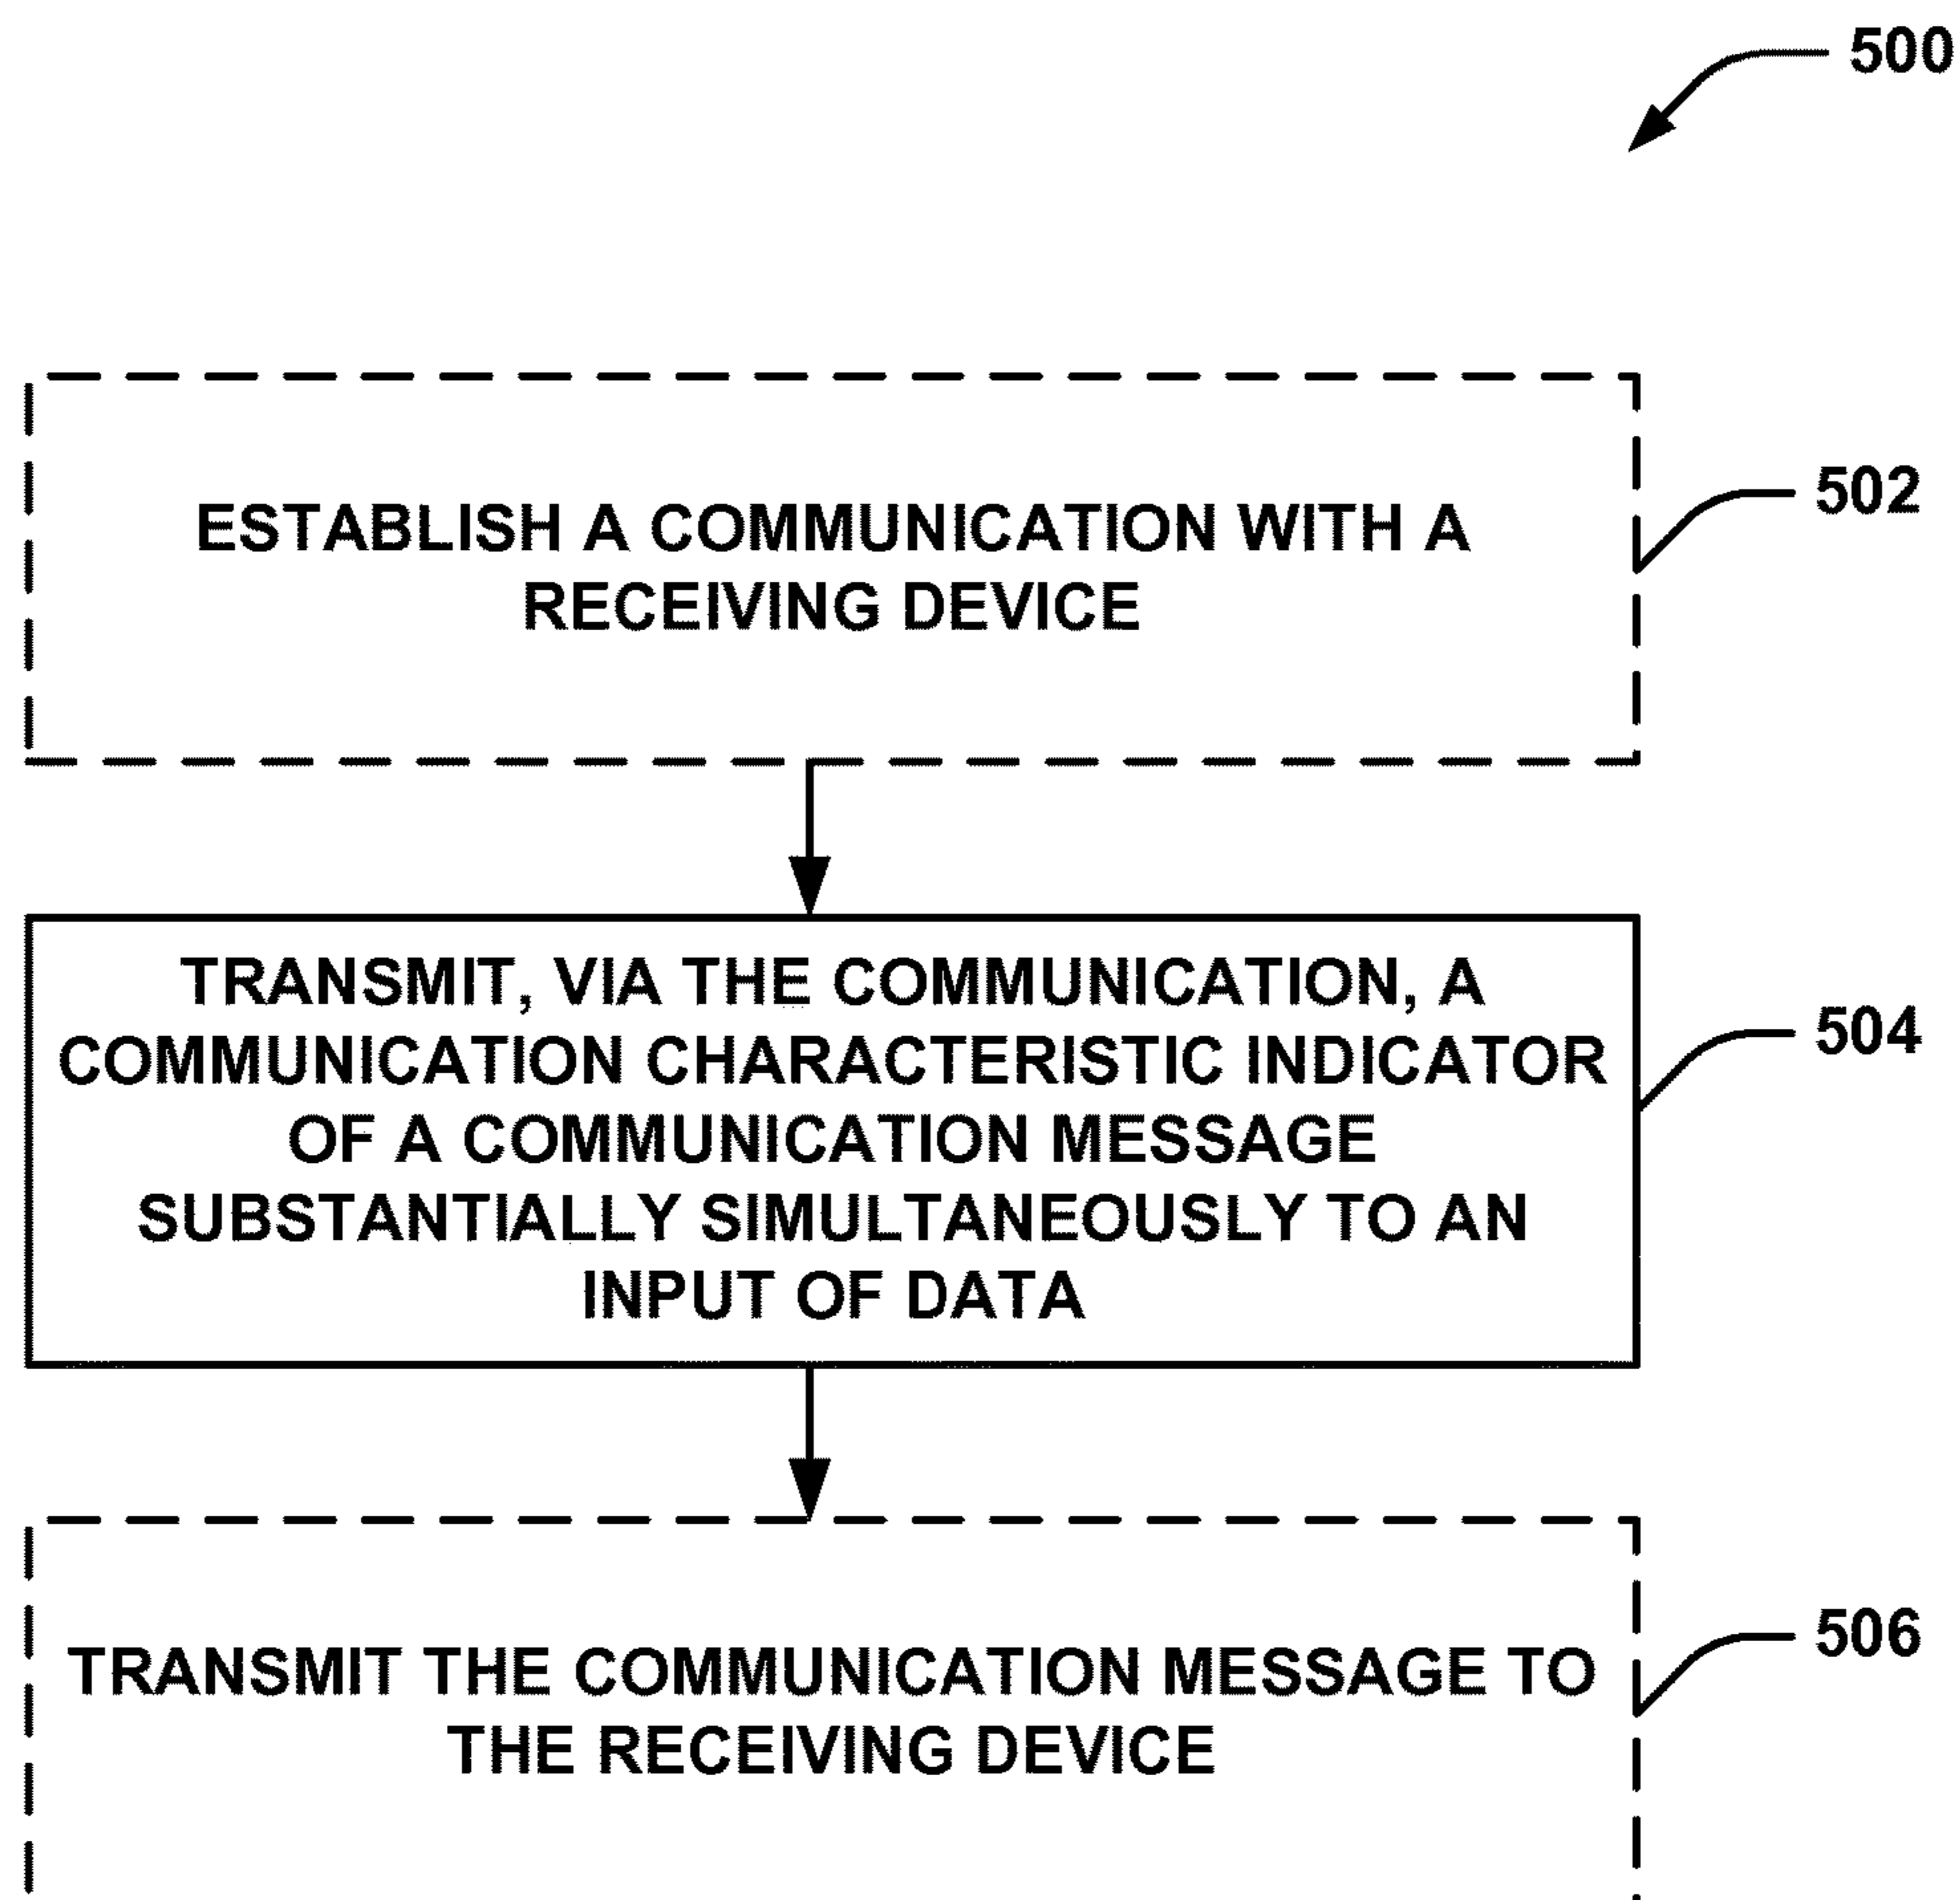 500
ESTABLISH A COMMUNICATION WITH A
RECEIVING DEVICE
502
TRANSMIT, VIA THE COMMUNICATION, A
COMMUNICATION CHARACTERISTIC INDICATOR
OF A COMMUNICATION MESSAGE
SUBSTANTIALLY SIMULTANEOUSLY TO AN
INPUT OF DATA
504
TRANSMIT THE COMMUNICATION MESSAGE TO
THE RECEIVING DEVICE
506